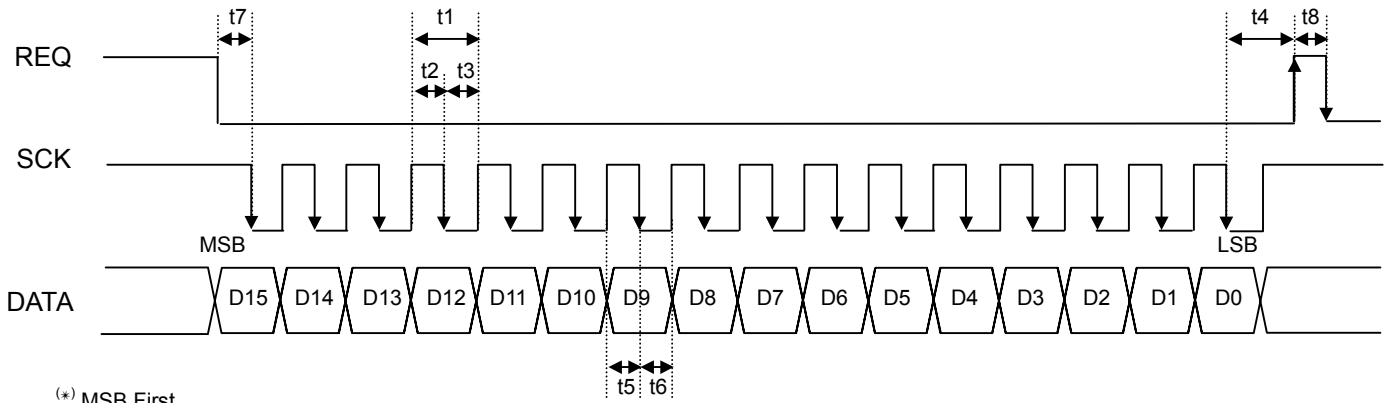 t7 t1 t4 t8
REQ
t2 t3
SCK
MSB LSB
DATA D15 D14 D13 D12 D11 D10 D9 D8 D7 D6 D5 D4 D3 D2 D1 D0
t5 t6
(*) MSB First